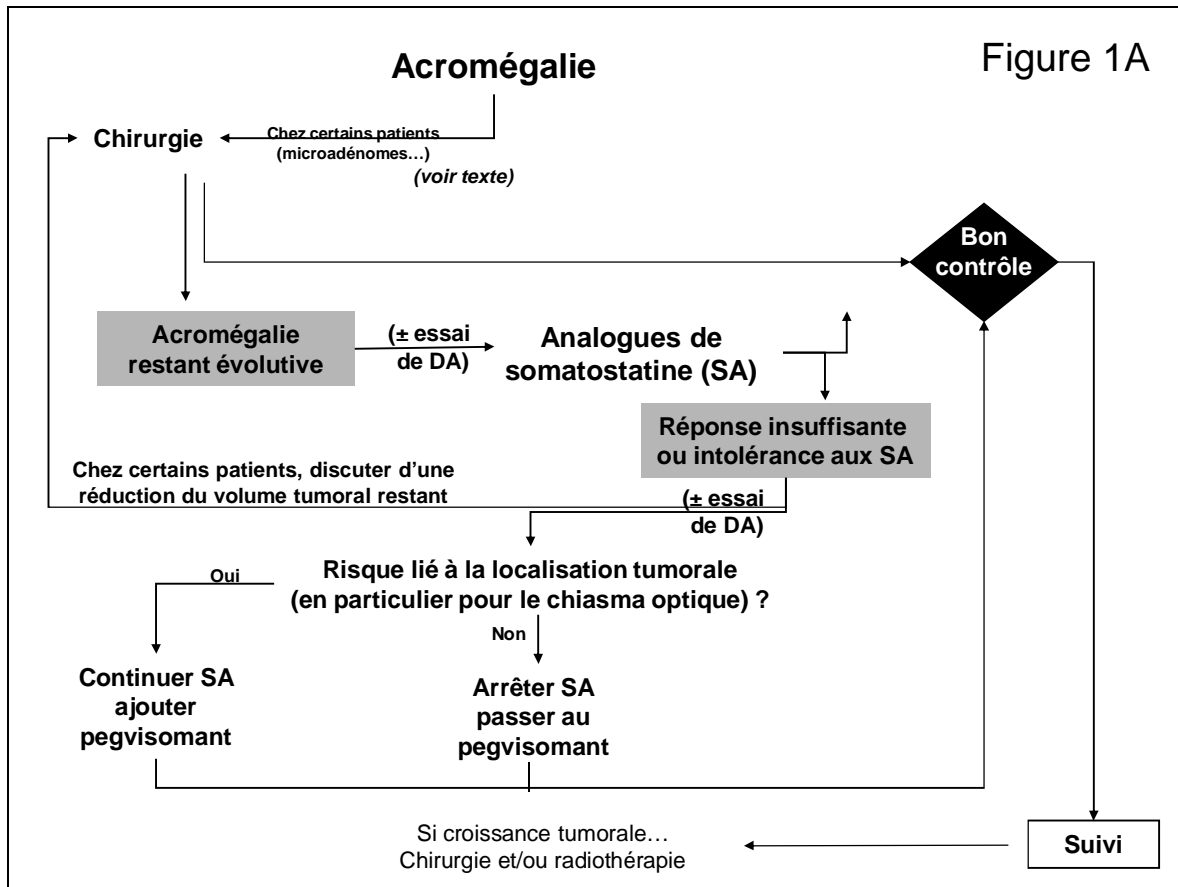 Figure 1A
Acromégalie
Chirurgie
Chez certains patients
(microadénomes…)
(voir texte)
Bon
contrôle
Acromégalie
restant évolutive
(± essai
de DA)
Analogues de
somatostatine (SA)
Réponse insuffisante
ou intolérance aux SA
Chez certains patients, discuter d’une
réduction du volume tumoral restant
(± essai
de DA)
Risque lié à la localisation tumorale
(en particulier pour le chiasma optique) ?
Oui
Non
Continuer SA
ajouter
pegvisomant
Arrêter SA
passer au
pegvisomant
Si croissance tumorale…
Chirurgie et/ou radiothérapie
Suivi